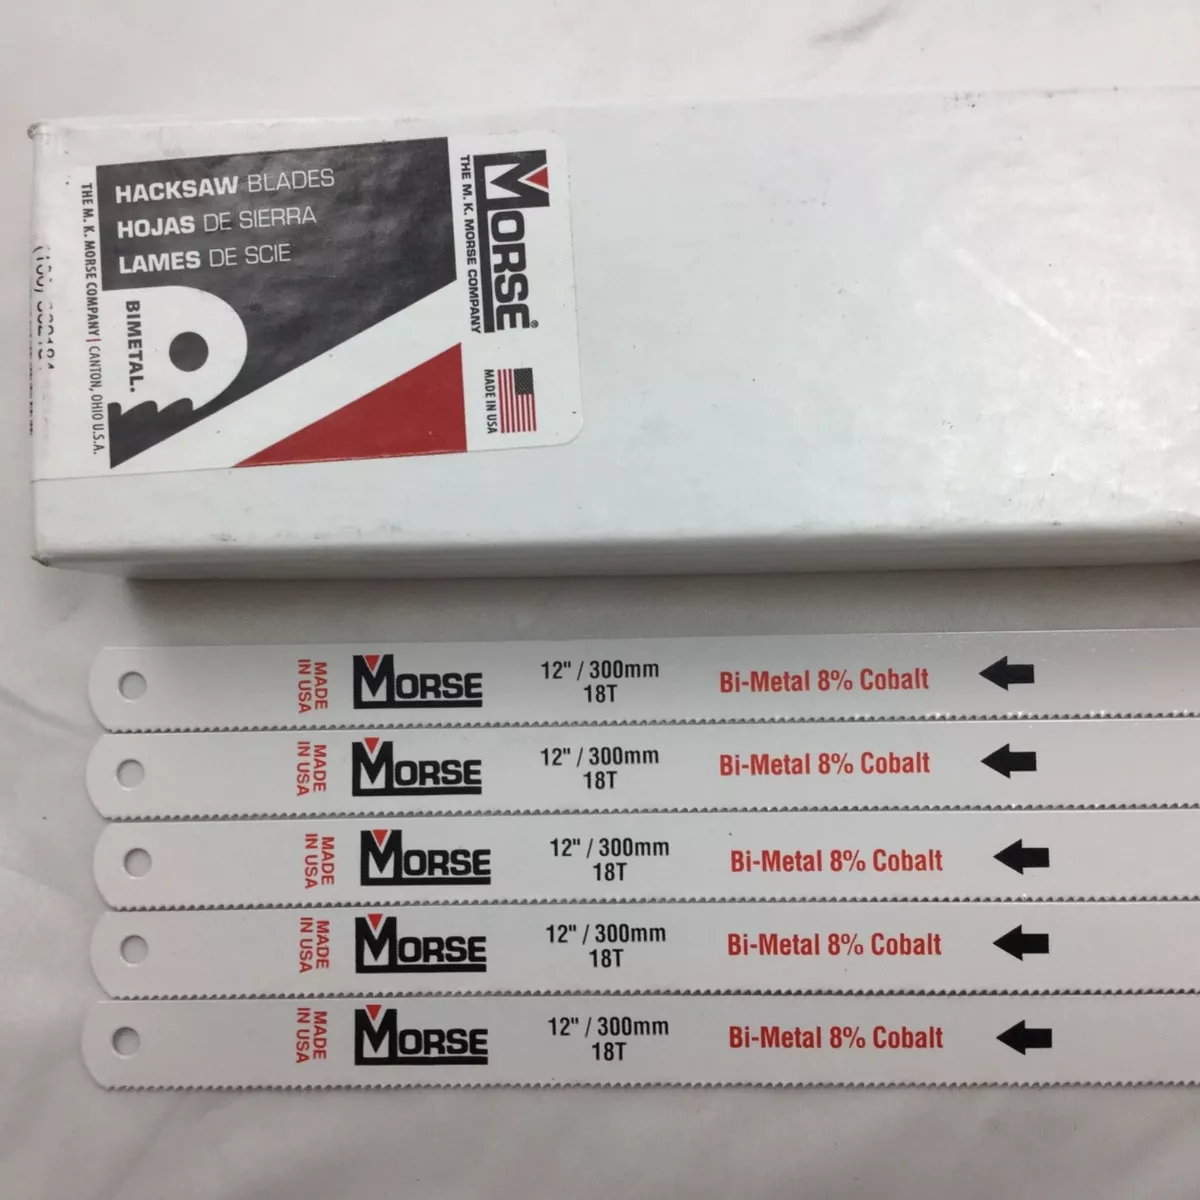 HACKSAW BLADES
HOJAS DE SIERRA
LAMES DE SCIE
BIMETAL.
THE M. K. MORSE COMPANY | CANTON, OHIO U.S.A.
MORSE®
THE M. K. MORSE COMPANY
MADE IN USA
MADE
IN USA
MORSE
12" / 300mm
18T
Bi-Metal 8% Cobalt
MADE
IN USA
MORSE
12" / 300mm
18T
Bi-Metal 8% Cobalt
MADE
IN USA
MORSE
12" / 300mm
18T
Bi-Metal 8% Cobalt
MADE
IN USA
MORSE
12" / 300mm
18T
Bi-Metal 8% Cobalt
MADE
IN USA
MORSE
12" / 300mm
18T
Bi-Metal 8% Cobalt